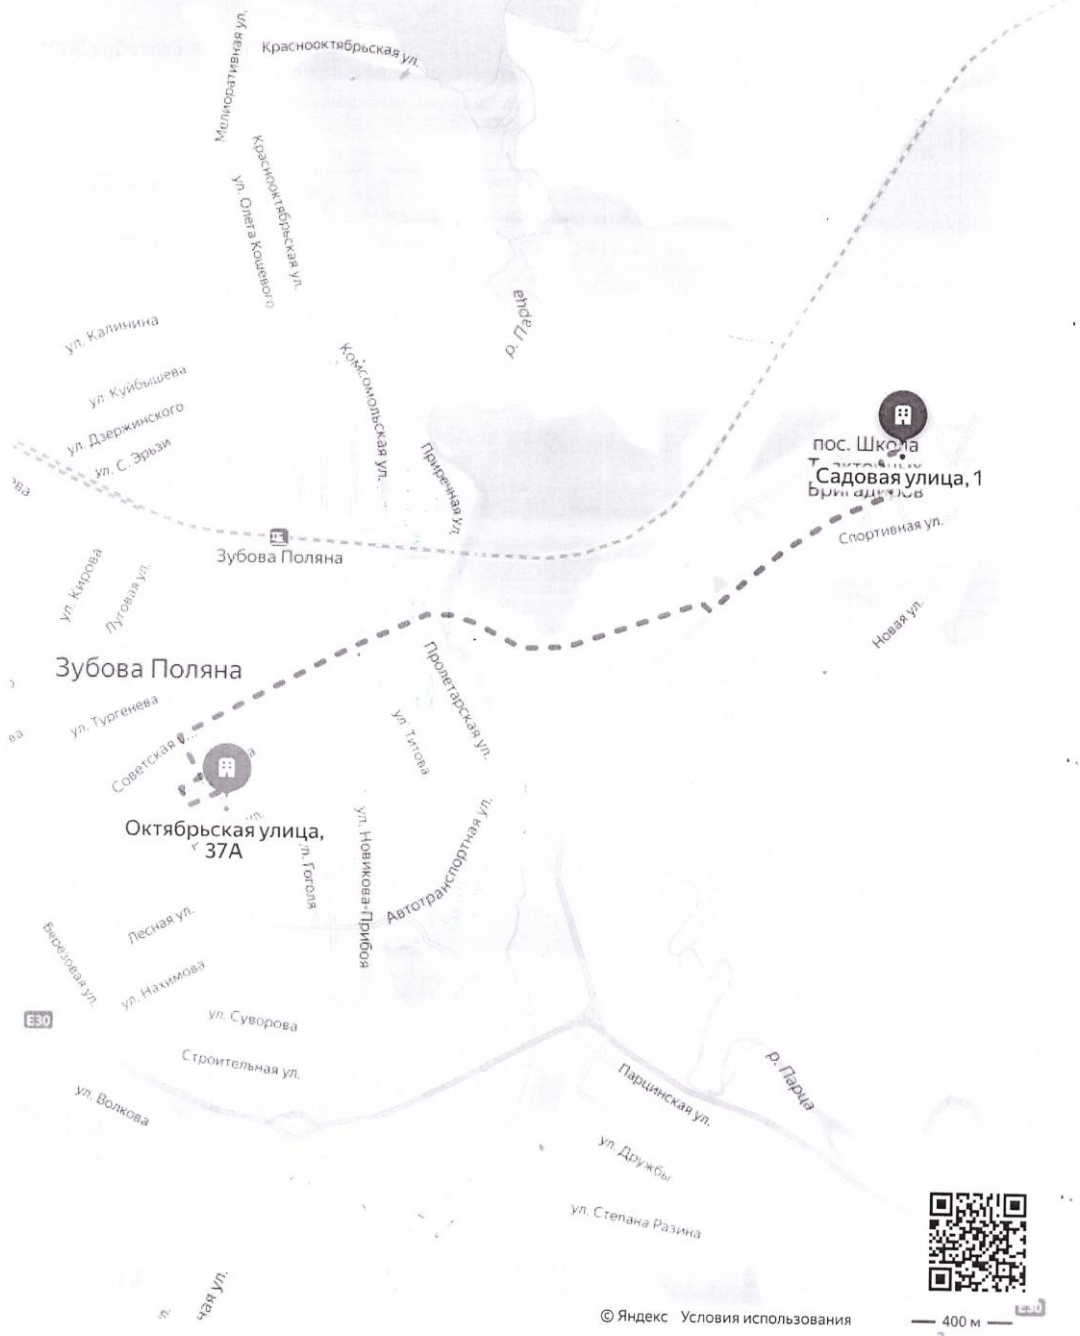 Мелиоративная ул.
Краснооктябрьская ул.
Краснооктябрьская ул.
ул. Олега Кошевого
р. Парца
ул. Калинина
ул. Куйбышева
ул. Дзержинского
ул. С. Эрьзи
Комсомольская ул.
Приречная ул.
пос. Школа
Садовая улица, 1
Бригадиров
Спортивная ул.
Новая ул.
Зубова Поляна
ул. Кирова
Луговая ул.
Зубова Поляна
ул. Тургенева
Советская
Пролетарская ул.
ул. Титова
Октябрьская улица,
37А
ул. Гоголя
ул. Новикова-Прибоя
Автотранспортная ул.
Лесная ул.
Березовая ул.
ул. Нахимова
E30
ул. Суворова
Строительная ул.
ул. Волкова
Парцинская ул.
р. Парца
ул. Дружбы
ул. Степана Разина
ная ул.
© Яндекс Условия использования
400 м
E30